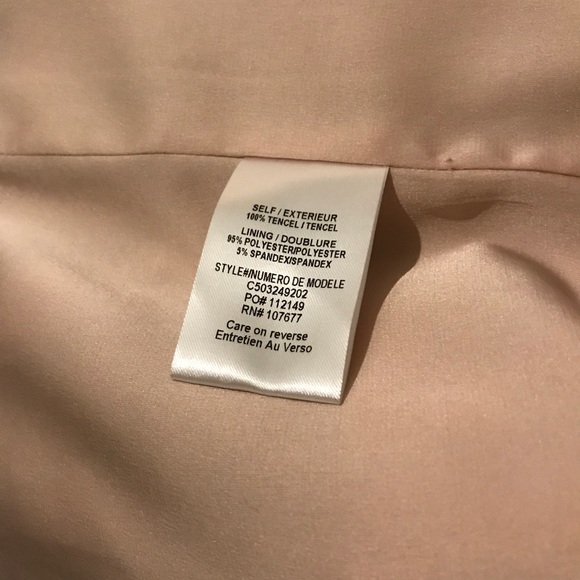 SELF / EXTERIEUR
100% TENCEL / TENCEL
LINING / DOUBLURE
95% POLYESTER/POLYESTER
5% SPANDEX/SPANDEX
STYLE#/NUMERO DE MODELE
C503249202
PO# 112149
RN# 107677
Care on reverse
Entretien Au Verso